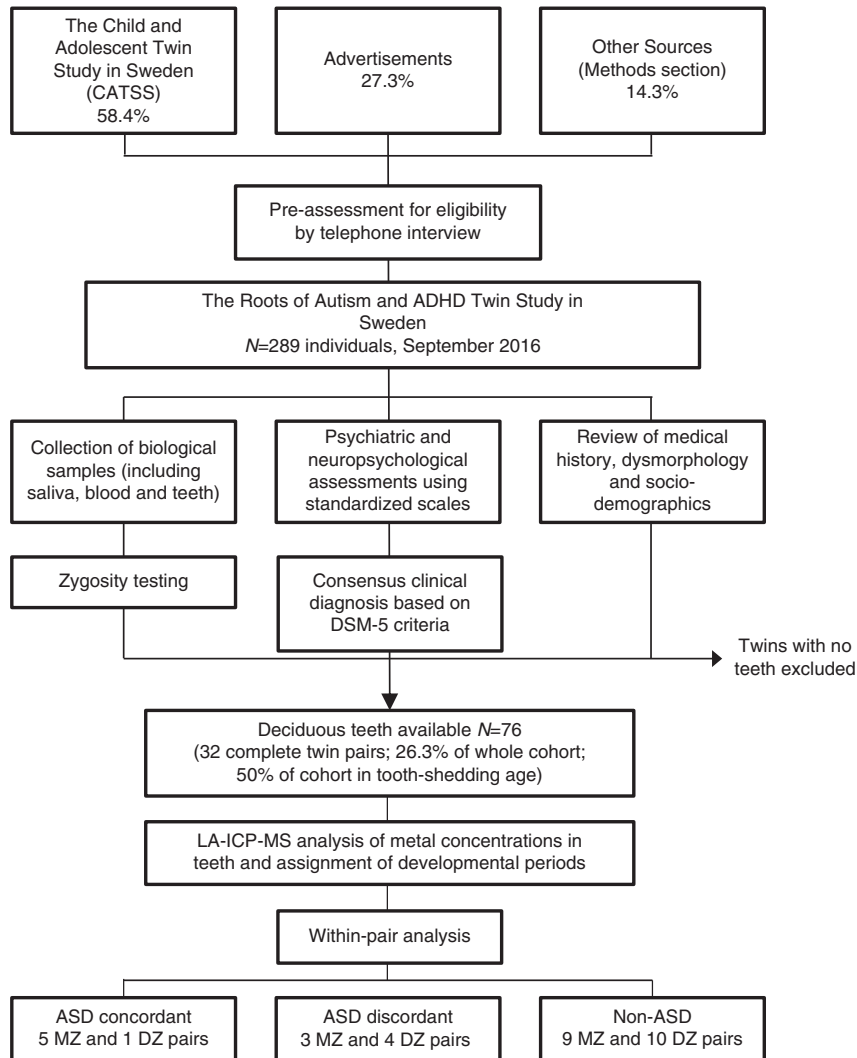 The Child and
Adolescent Twin
Study in Sweden
(CATSS)
58.4%
Advertisements
27.3%
Other Sources
(Methods section)
14.3%
Pre-assessment for eligibility
by telephone interview
The Roots of Autism and ADHD Twin Study in
Sweden
N=289 individuals, September 2016
Collection of biological
samples (including
saliva, blood and teeth)
Psychiatric and
neuropsychological
assessments using
standardized scales
Review of medical
history, dysmorphology
and socio-
demographics
Zygosity testing
Consensus clinical
diagnosis based on
DSM-5 criteria
Twins with no
teeth excluded
Deciduous teeth available N=76
(32 complete twin pairs; 26.3% of whole cohort;
50% of cohort in tooth-shedding age)
LA-ICP-MS analysis of metal concentrations in
teeth and assignment of developmental periods
Within-pair analysis
ASD concordant
5 MZ and 1 DZ pairs
ASD discordant
3 MZ and 4 DZ pairs
Non-ASD
9 MZ and 10 DZ pairs